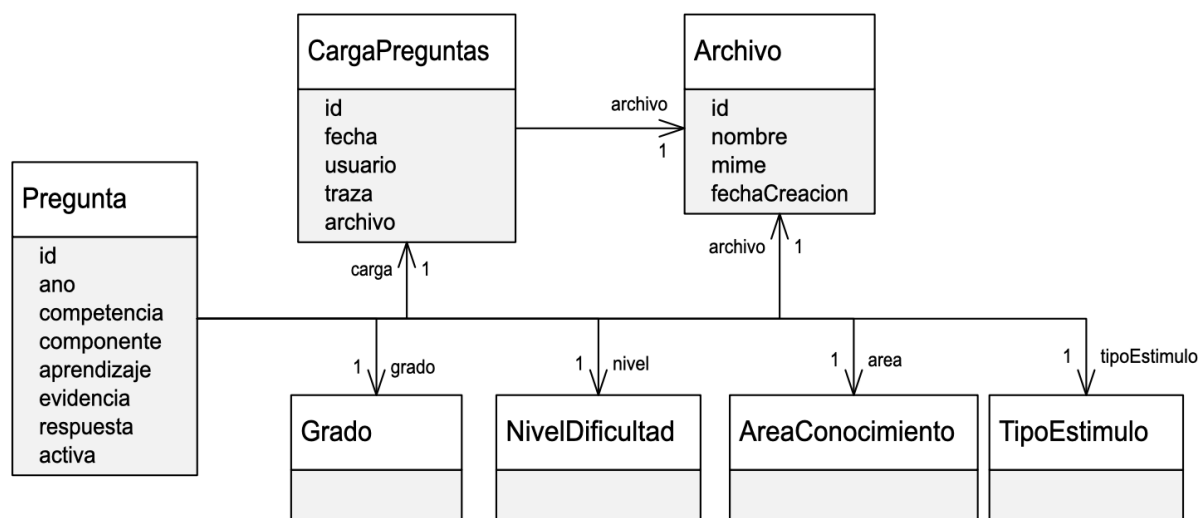 CargaPreguntas
id
fecha
usuario
traza
archivo
archivo
1
Archivo
id
nombre
mime
fechaCreacion
Pregunta
id
ano
competencia
componente
aprendizaje
evidencia
respuesta
activa
carga 1
archivo 1
1 grado
1 nivel
1 area
1 tipoEstimulo
Grado
NivelDificultad
AreaConocimiento
TipoEstimulo